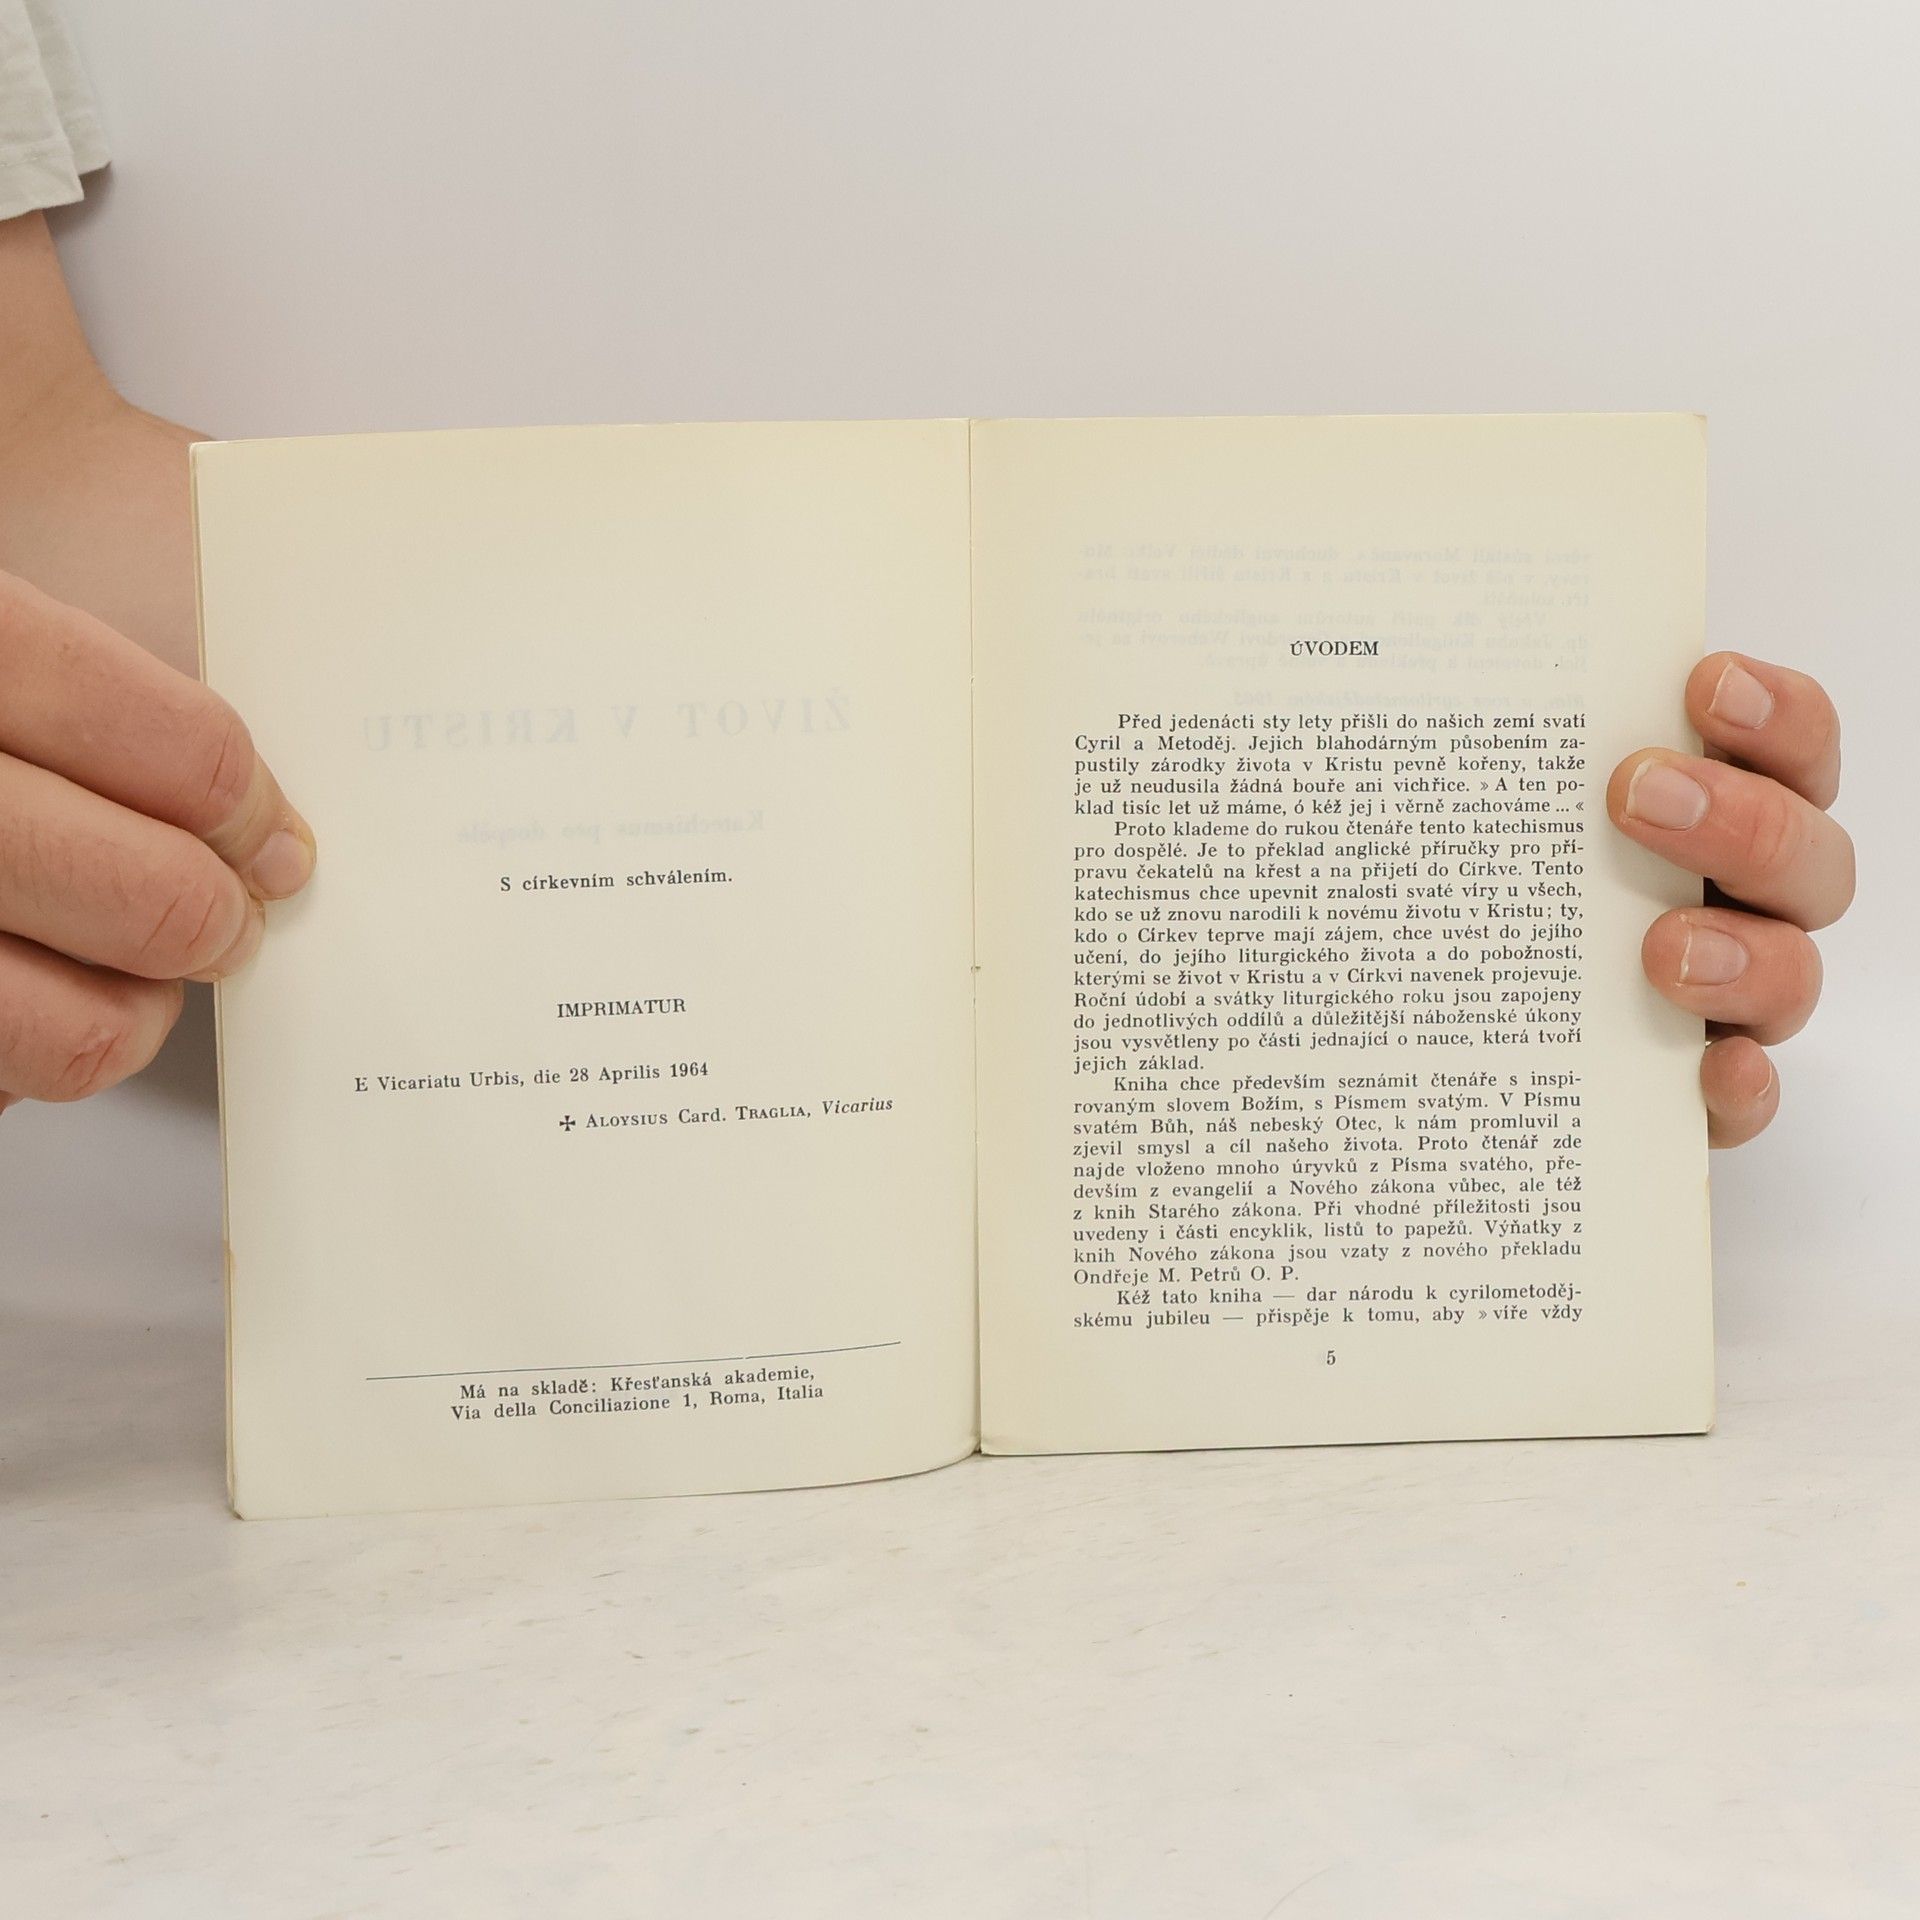 S církevním schválením.
IMPRIMATUR
E Vicariatu Urbis, die 28 Aprilis 1964
✠ ALOYSIUS Card. TRAGLIA, Vicarius
Má na skladě: Křesťanská akademie,
Via della Conciliazione 1, Roma, Italia
ÚVODEM
Před jedenácti sty lety přišli do našich zemí svatí
Cyril a Metoděj. Jejich blahodárným působením za-
pustily zárodky života v Kristu pevně kořeny, takže
je už neudusila žádná bouře ani vichřice. » A ten po-
klad tisíc let už máme, ó kéž jej i věrně zachováme ... «
Proto klademe do rukou čtenáře tento katechismus
pro dospělé. Je to překlad anglické příručky pro pří-
pravu čekatelů na křest a na přijetí do Církve. Tento
katechismus chce upevnit znalosti svaté víry u všech,
kdo se už znovu narodili k novému životu v Kristu; ty,
kdo o Církev teprve mají zájem, chce uvést do jejího
učení, do jejího liturgického života a do pobožností,
kterými se život v Kristu a v Církvi navenek projevuje.
Roční údobí a svátky liturgického roku jsou zapojeny
do jednotlivých oddílů a důležitější náboženské úkony
jsou vysvětleny po části jednající o nauce, která tvoří
jejich základ.
Kniha chce především seznámit čtenáře s inspi-
rovaným slovem Božím, s Písmem svatým. V Písmu
svatém Bůh, náš nebeský Otec, k nám promluvil a
zjevil smysl a cíl našeho života. Proto čtenář zde
najde vloženo mnoho úryvků z Písma svatého, pře-
devším z evangelií a Nového zákona vůbec, ale též
z knih Starého zákona. Při vhodné příležitosti jsou
uvedeny i části encyklik, listů to papežů. Výňatky z
knih Nového zákona jsou vzaty z nového překladu
Ondřeje M. Petrů O. P.
Kéž tato kniha — dar národu k cyrilometoděj-
skému jubileu — přispěje k tomu, aby » víře vždy
5